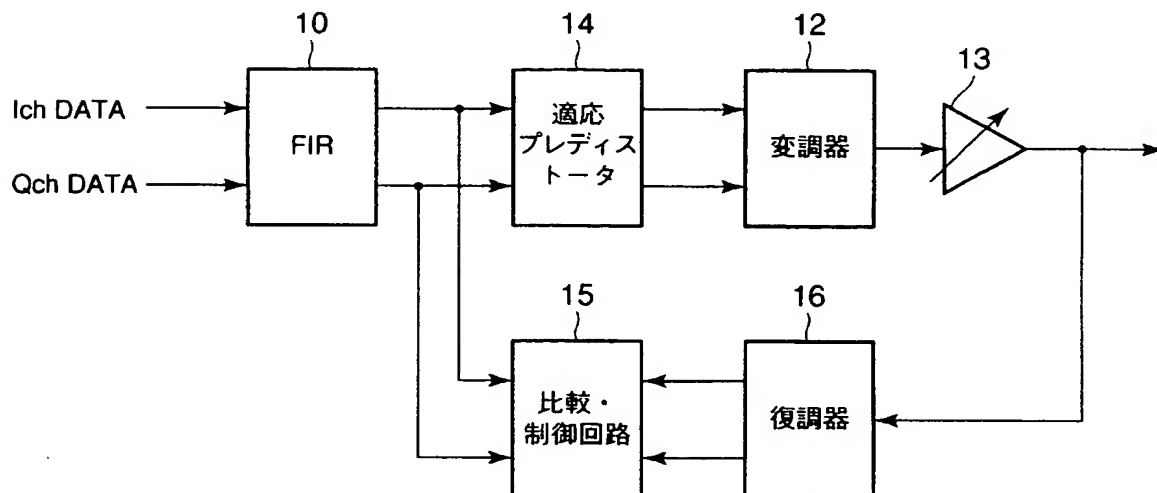 10
14
12
13
Ich DATA
Qch DATA
FIR
適応
プレディス
トータ
変調器
15
16
比較・
制御回路
復調器